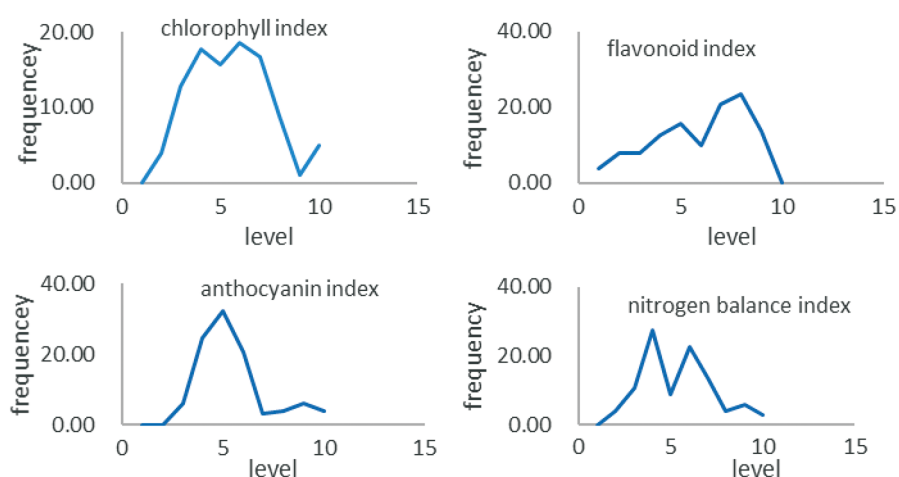 chlorophyll index
20.00
10.00
0.00
frequencey
0 5 10 15
level
flavonoid index
40.00
20.00
0.00
frequencey
0 5 10 15
level
anthocyanin index
40.00
20.00
0.00
frequencey
0 5 10 15
level
nitrogen balance index
40.00
20.00
0.00
frequency
0 5 10 15
level